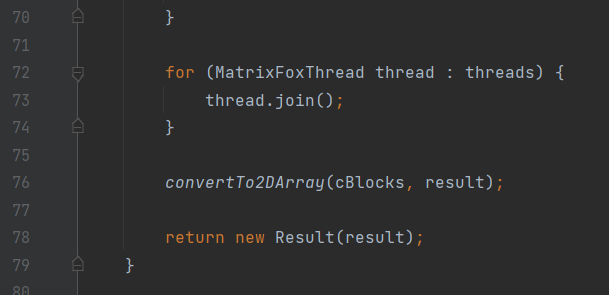 70 }
71
72 for (MatrixFoxThread thread : threads) {
73 thread.join();
74 }
75
76 convertTo2DArray(cBlocks, result);
77
78 return new Result(result);
79 }
80